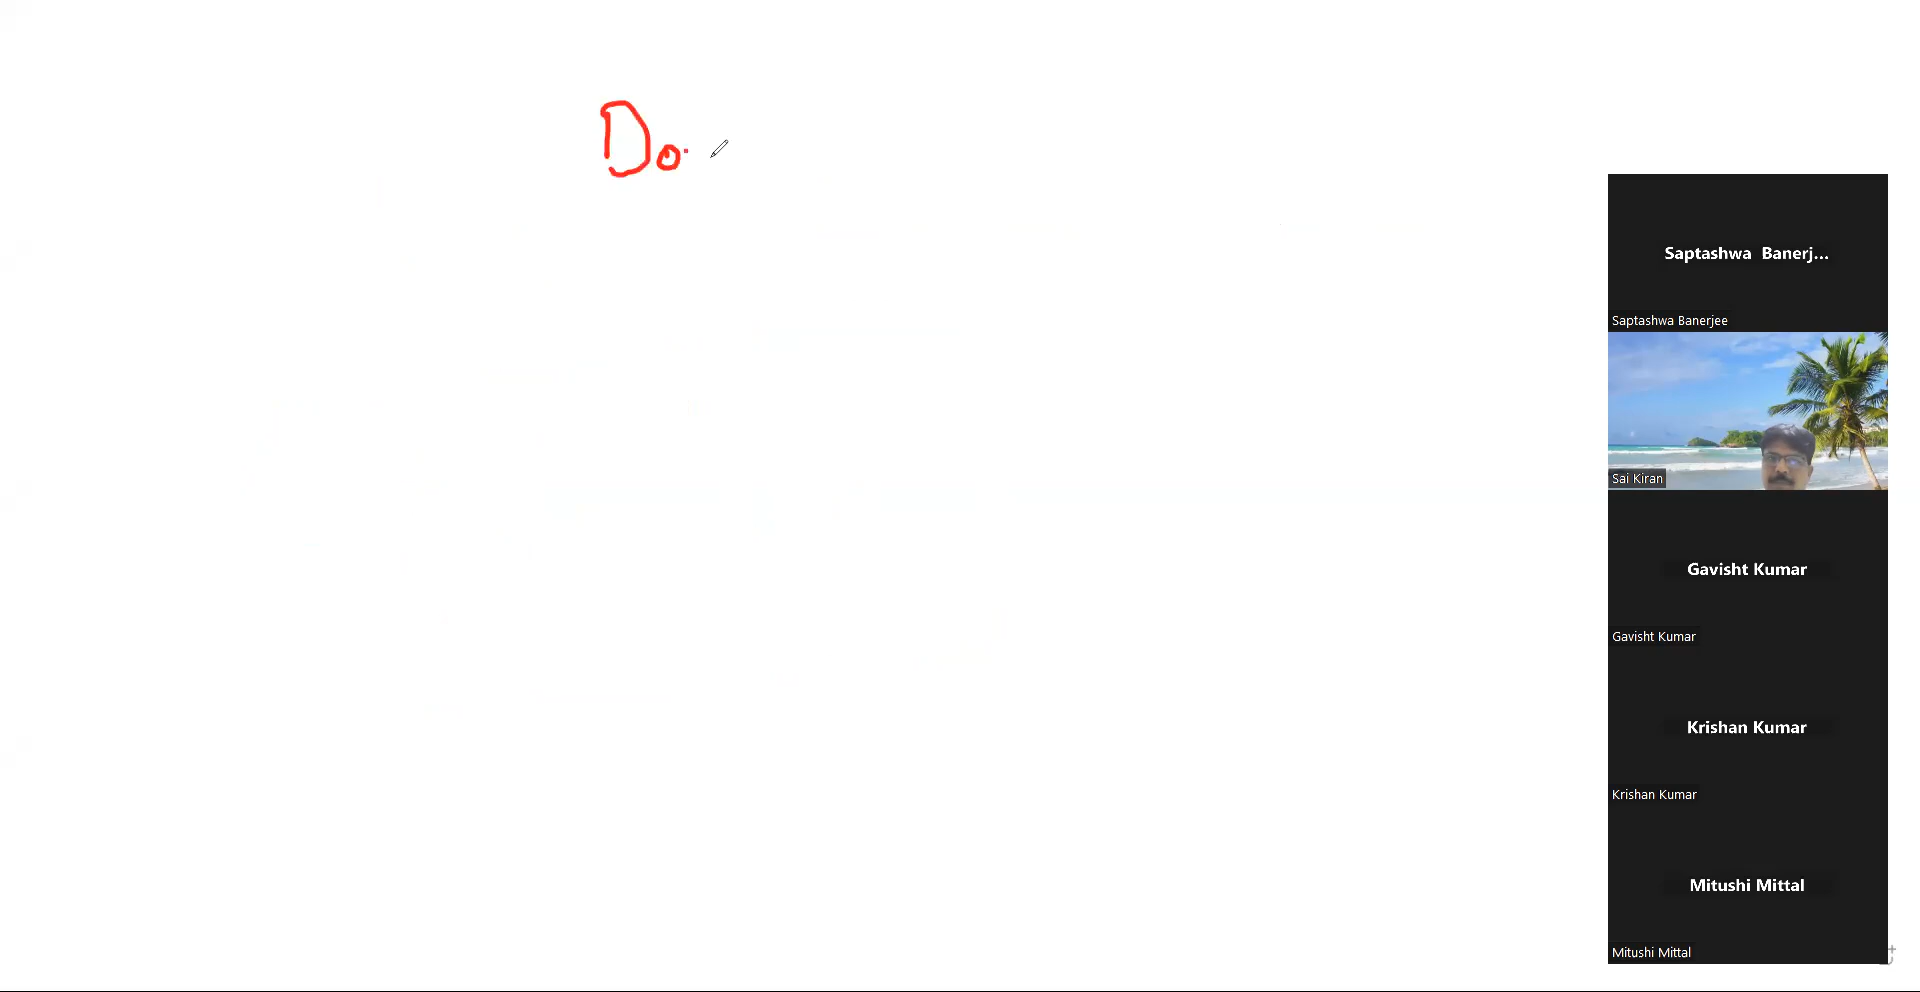 Do
Saptashwa Banerj...
Saptashwa Banerjee
Sai Kiran
Gavisht Kumar
Gavisht Kumar
Krishan Kumar
Krishan Kumar
Mitushi Mittal
Mitushi Mittal